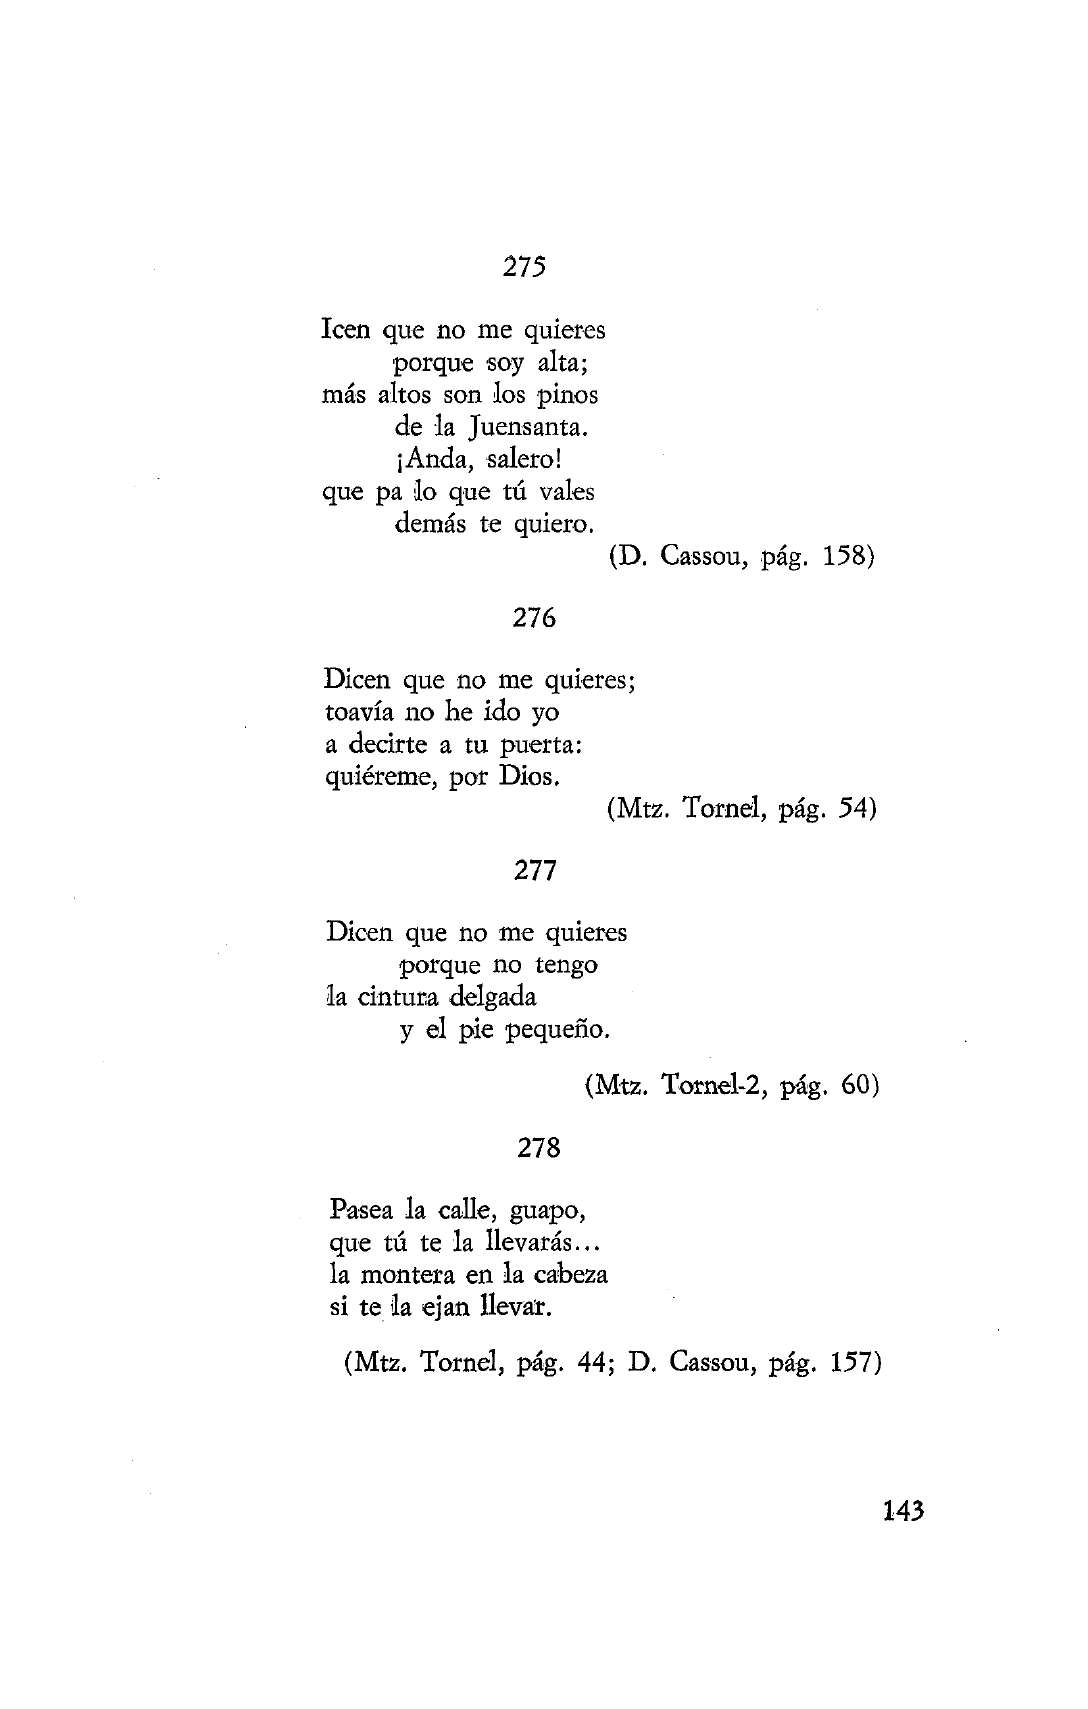 275
Icen que no me quieres
porque soy alta;
más altos son los pinos
de la Juensanta.
¡Anda, salero!
que pa lo que tú vales
demás te quiero.
(D. Cassou, pág. 158)
276
Dicen que no me quieres;
toavía no he ido yo
a decirte a tu puerta:
quiéreme, por Dios.
(Mtz. Tornel, pág. 54)
277
Dicen que no me quieres
porque no tengo
la cintura delgada
y el pie pequeño.
(Mtz. Tornel-2, pág. 60)
278
Pasea la calle, guapo,
que tú te la llevarás...
la montera en la cabeza
si te la ejan llevar.
(Mtz. Tornel, pág. 44; D. Cassou, pág. 157)
143